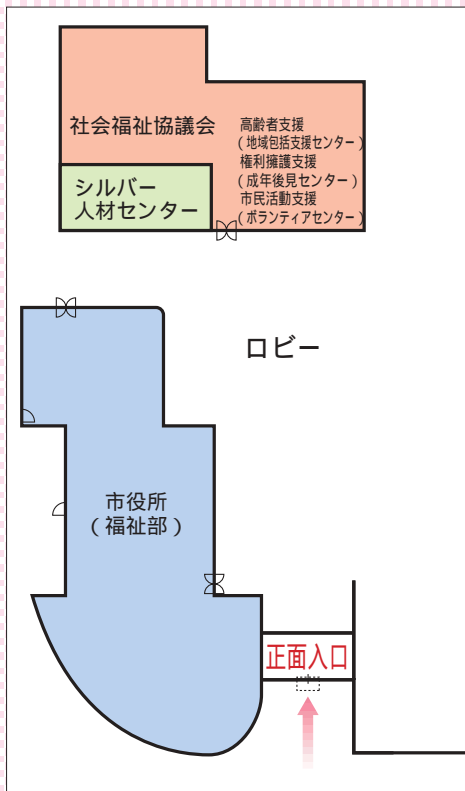 社会福祉協議会
高齢者支援
(地域包括支援センター)
権利擁護支援
(成年後見センター)
市民活動支援
(ボランティアセンター)
シルバー
人材センター
ロビー
市役所
(福祉部)
正面入口